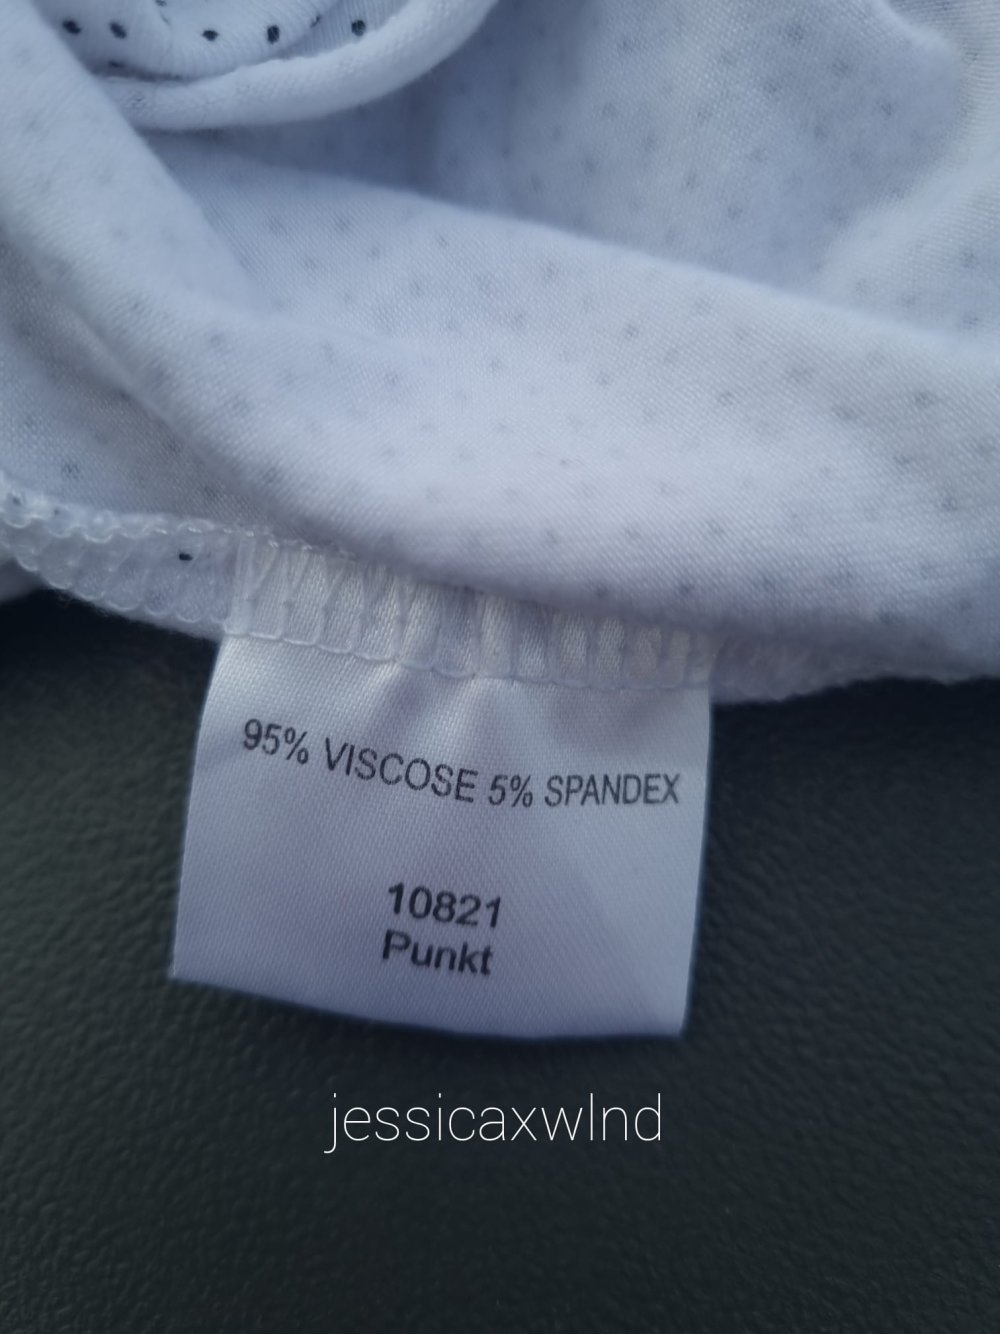 95% VISCOSE 5% SPANDEX
10821
Punkt
jessicaxwlnd